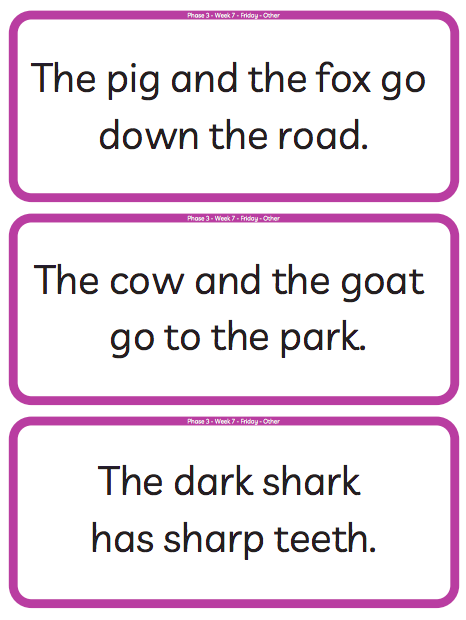 Phase 3 - Week 7 - Friday - Other
The pig and the fox go
down the road.
Phase 3 - Week 7 - Friday - Other
The cow and the goat
go to the park.
Phase 3 - Week 7 - Friday - Other
The dark shark
has sharp teeth.